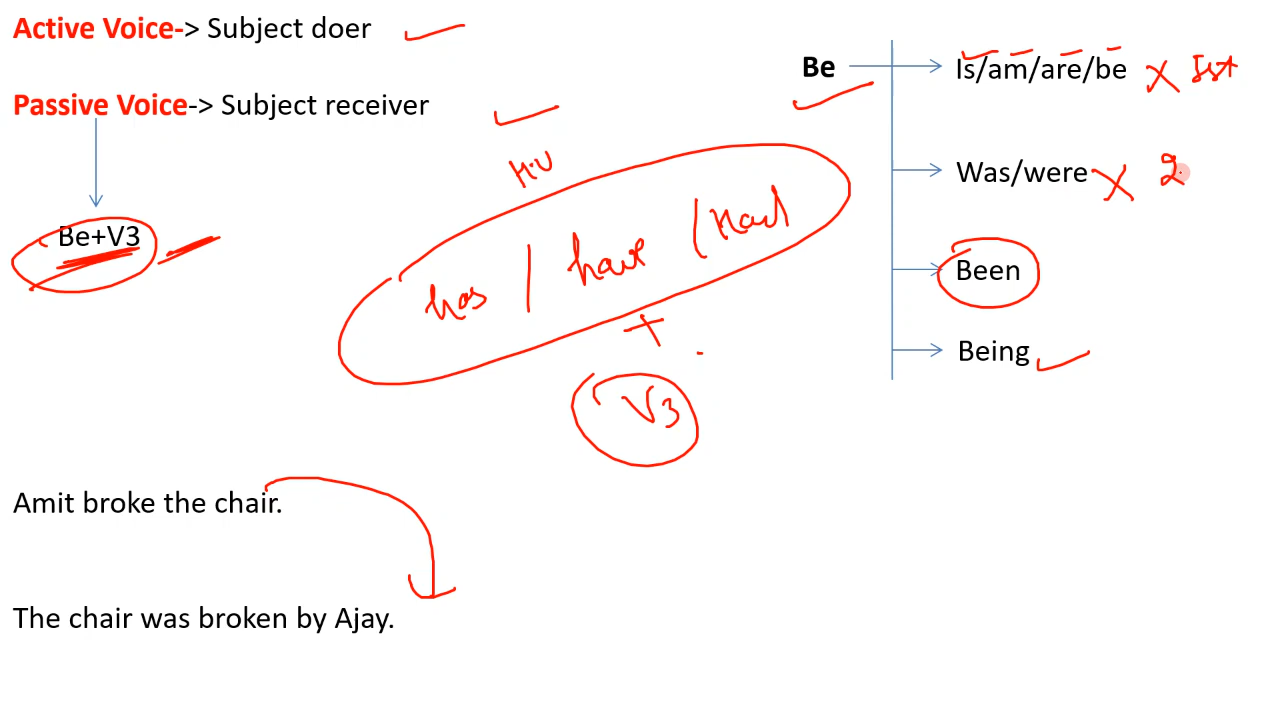 Active Voice-> Subject doer
Passive Voice-> Subject receiver
Be+V3
H.V
has / have / Had
+
V3
Be
Is/am/are/be X Ist
Was/were X 2
Been
Being
Amit broke the chair.
The chair was broken by Ajay.